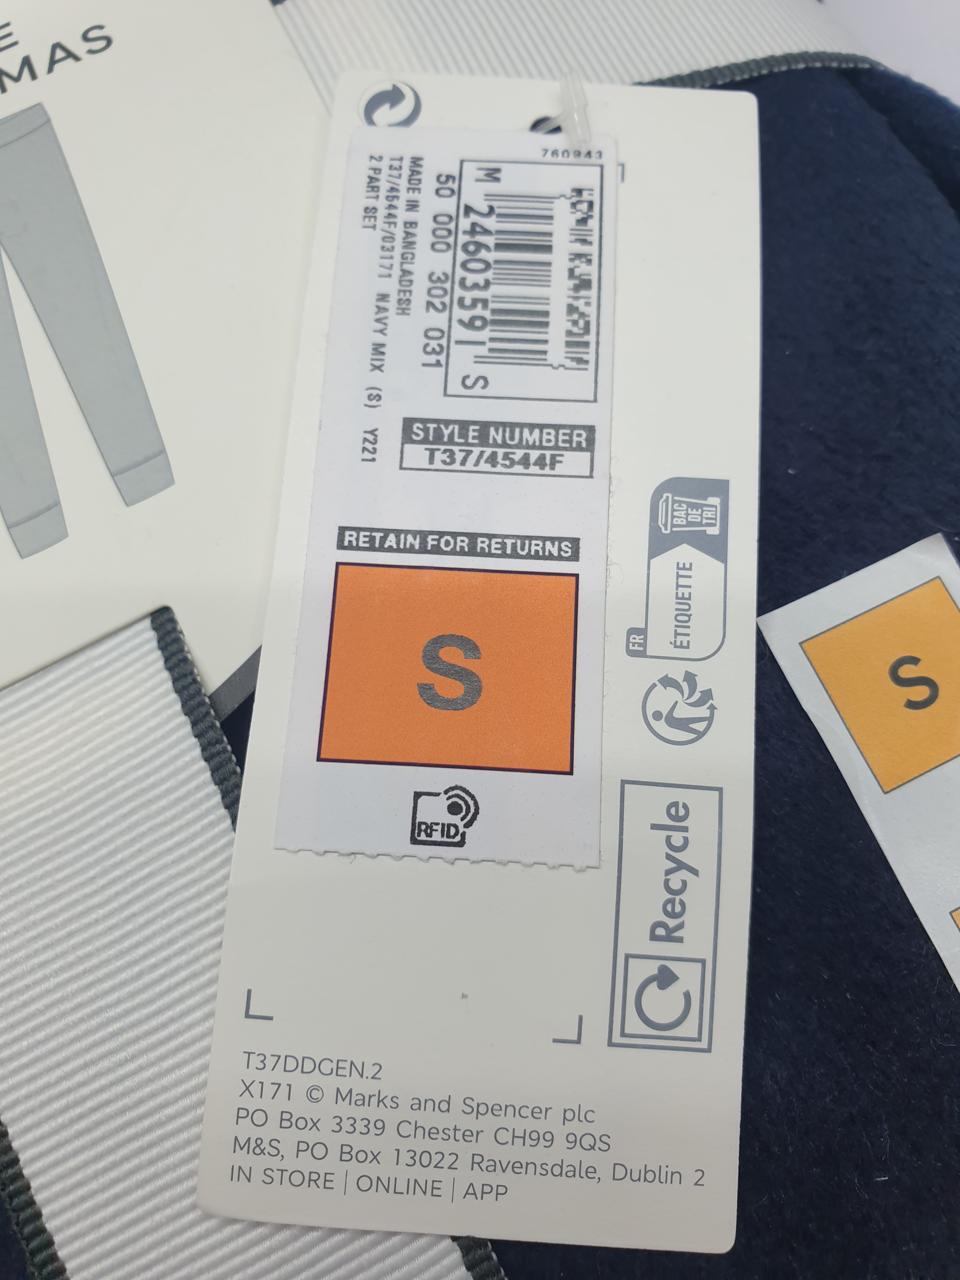 MAS
760943
M 24603591 S
50 000 302 031
MADE IN BANGLADESH
T37/4544F/03171 NAVY MIX (S) Y221
2 PART SET
STYLE NUMBER
T37/4544F
RETAIN FOR RETURNS
S
RFID
BAC
DE
TRI
FR
ÉTIQUETTE
Recycle
S
T37DDGEN.2
X171 © Marks and Spencer plc
PO Box 3339 Chester CH99 9QS
M&S, PO Box 13022 Ravensdale, Dublin 2
IN STORE | ONLINE | APP